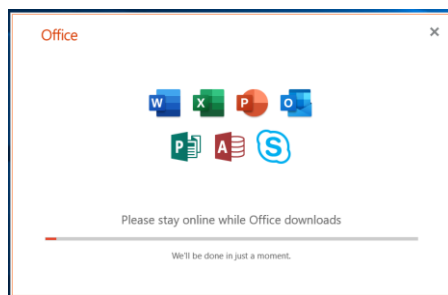 Office
W X P O
P A S
Please stay online while Office downloads
We'll be done in just a moment.